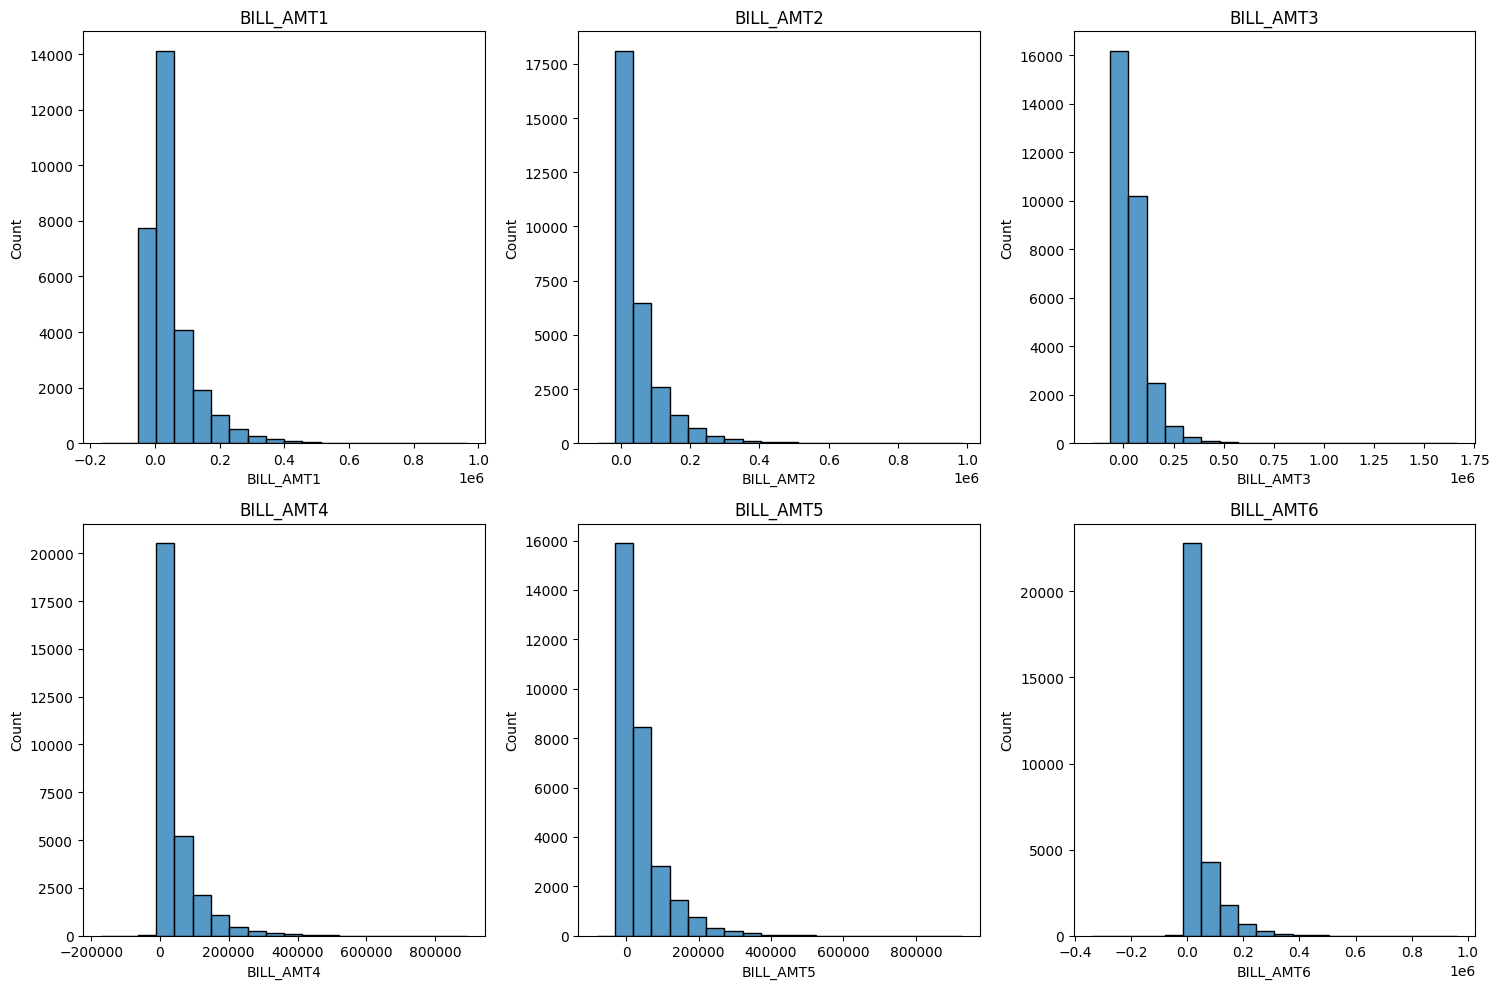 BILL_AMT1
14000
12000
10000
8000
6000
4000
2000
0
Count
−0.2 0.0 0.2 0.4 0.6 0.8 1.0
1e6
BILL_AMT1
BILL_AMT2
17500
15000
12500
10000
7500
5000
2500
0
Count
0.0 0.2 0.4 0.6 0.8 1.0
1e6
BILL_AMT2
BILL_AMT3
16000
14000
12000
10000
8000
6000
4000
2000
0
Count
0.00 0.25 0.50 0.75 1.00 1.25 1.50 1.75
1e6
BILL_AMT3
BILL_AMT4
20000
17500
15000
12500
10000
7500
5000
2500
0
Count
−200000 0 200000 400000 600000 800000
BILL_AMT4
BILL_AMT5
16000
14000
12000
10000
8000
6000
4000
2000
0
Count
0 200000 400000 600000 800000
BILL_AMT5
BILL_AMT6
20000
15000
10000
5000
0
Count
−0.4 −0.2 0.0 0.2 0.4 0.6 0.8 1.0
1e6
BILL_AMT6